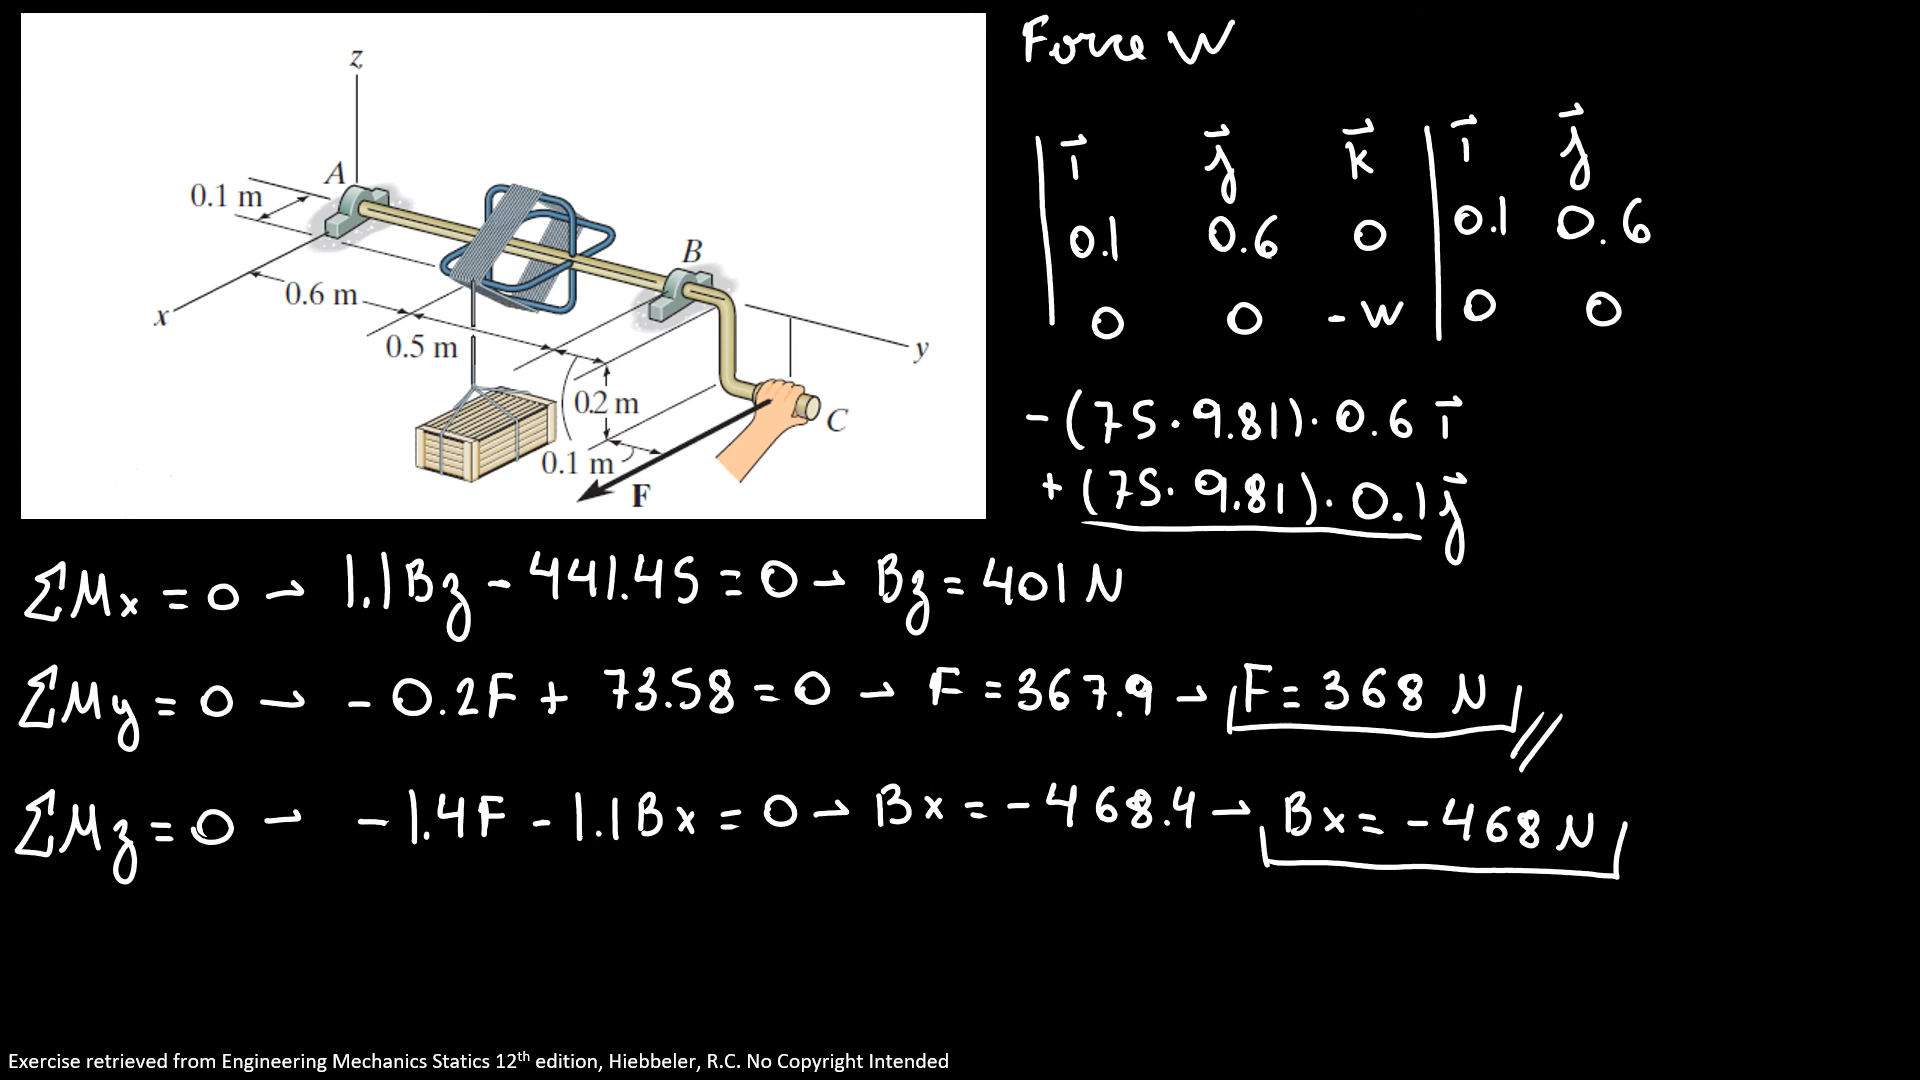 z
A
0.1 m
B
0.6 m
x
0.5 m
y
0.2 m
C
0.1 m
F
Force W
i⃗ j⃗ k⃗ | i⃗ j⃗
0.1 0.6 0 | 0.1 0.6
0 0 -W | 0 0
-(75·9.81)·0.6 i⃗
+(75·9.81)·0.1 j⃗
ΣMx = 0 → 1.1Bz - 441.45 = 0 → Bz = 401 N
ΣMy = 0 → -0.2F + 73.58 = 0 → F = 367.9 → F = 368 N
ΣMz = 0 → -1.4F - 1.1Bx = 0 → Bx = -468.4 → Bx = -468 N
Exercise retrieved from Engineering Mechanics Statics 12th edition, Hiebbeler, R.C. No Copyright Intended